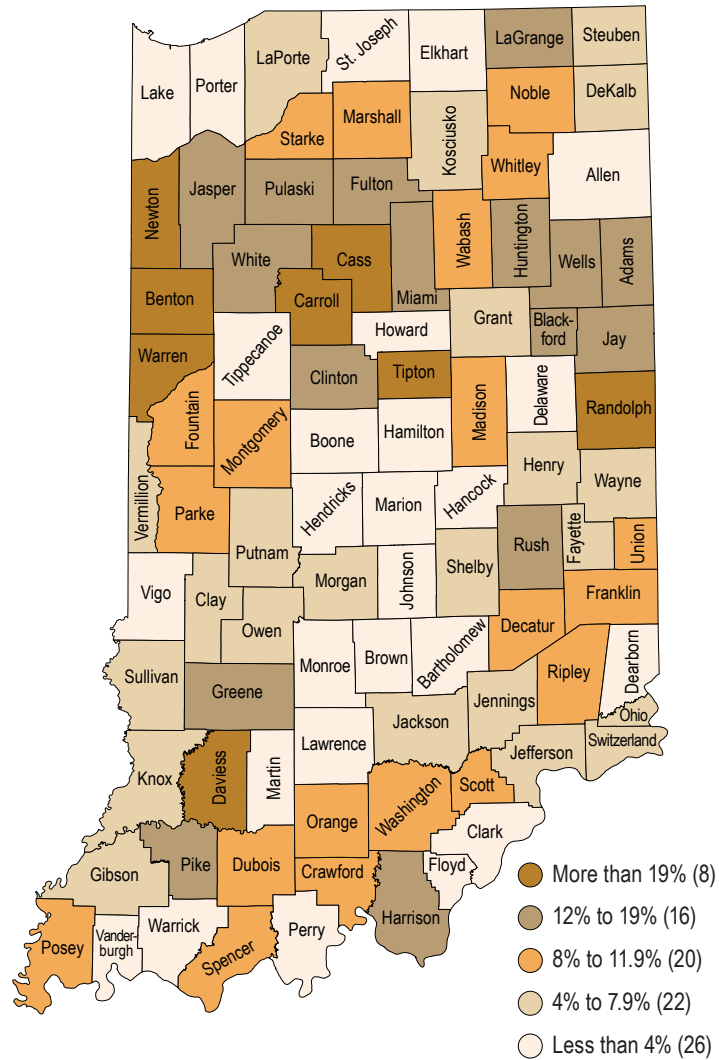 Lake
Porter
LaPorte
St. Joseph
Elkhart
LaGrange
Steuben
Noble
DeKalb
Starke
Marshall
Kosciusko
Whitley
Allen
Newton
Jasper
Pulaski
Fulton
Wabash
Huntington
Wells
Adams
White
Cass
Miami
Benton
Carroll
Grant
Black-
ford
Jay
Howard
Warren
Tippecanoe
Clinton
Tipton
Madison
Delaware
Randolph
Fountain
Montgomery
Boone
Hamilton
Henry
Wayne
Vermillion
Parke
Hendricks
Marion
Hancock
Putnam
Rush
Fayette
Union
Vigo
Clay
Morgan
Johnson
Shelby
Franklin
Owen
Decatur
Monroe
Brown
Bartholomew
Ripley
Dearborn
Sullivan
Greene
Jennings
Ohio
Jackson
Lawrence
Switzerland
Jefferson
Knox
Daviess
Martin
Scott
Orange
Washington
Clark
Gibson
Pike
Dubois
Crawford
Floyd
Harrison
Posey
Vander-
burgh
Warrick
Spencer
Perry
More than 19% (8)
12% to 19% (16)
8% to 11.9% (20)
4% to 7.9% (22)
Less than 4% (26)